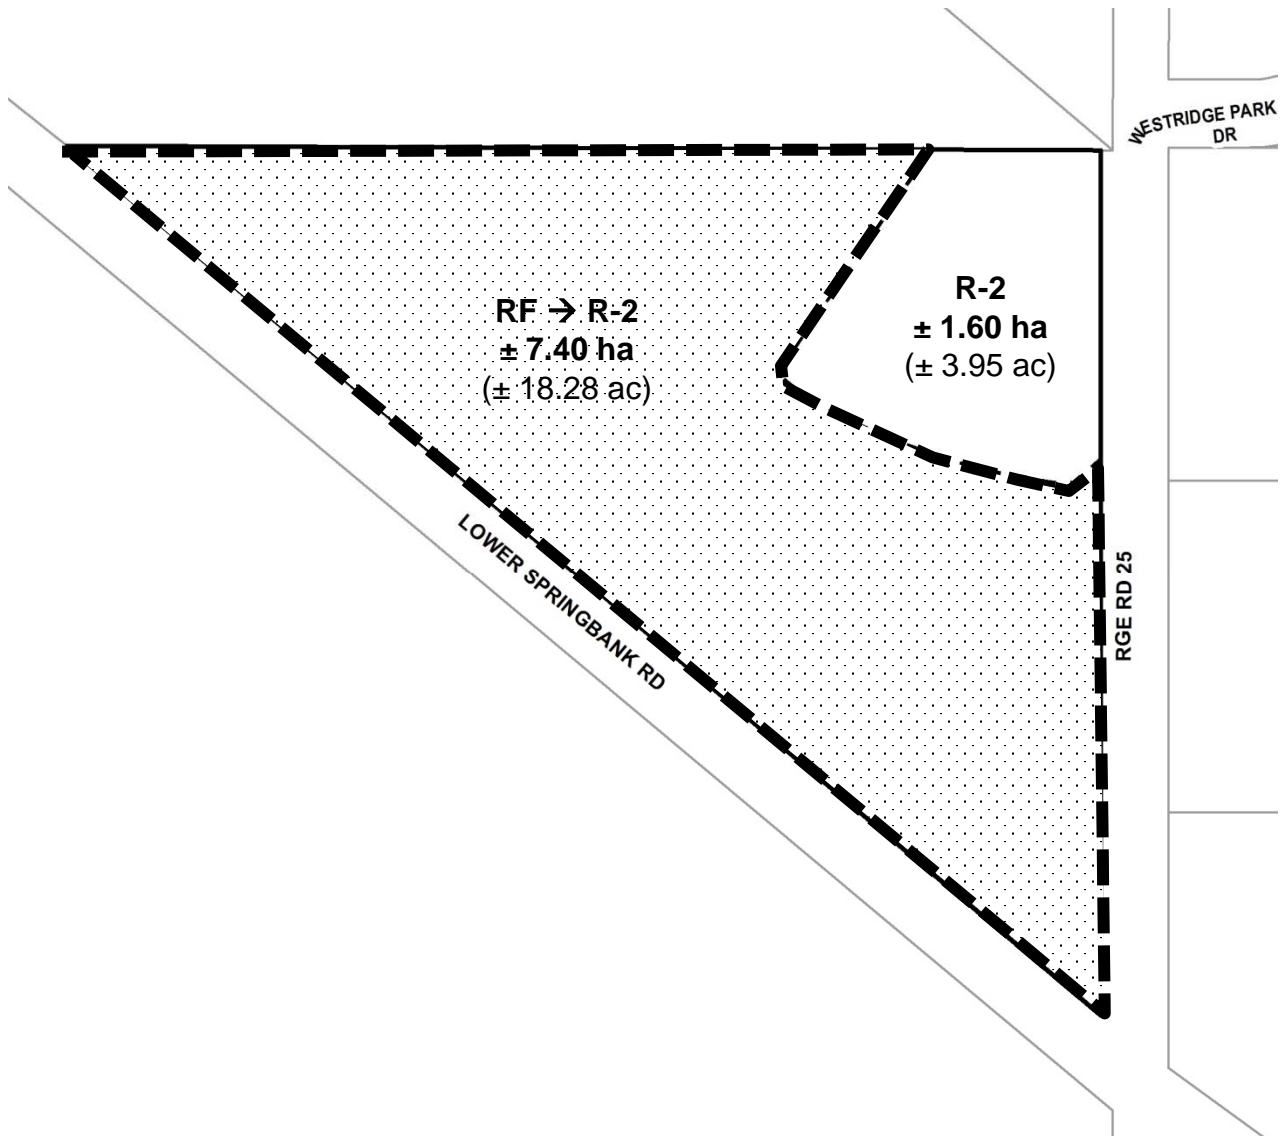 WESTRIDGE PARK
DR
R-2
± 1.60 ha
(± 3.95 ac)
RF → R-2
± 7.40 ha
(± 18.28 ac)
LOWER SPRINGBANK RD
RGE RD 25